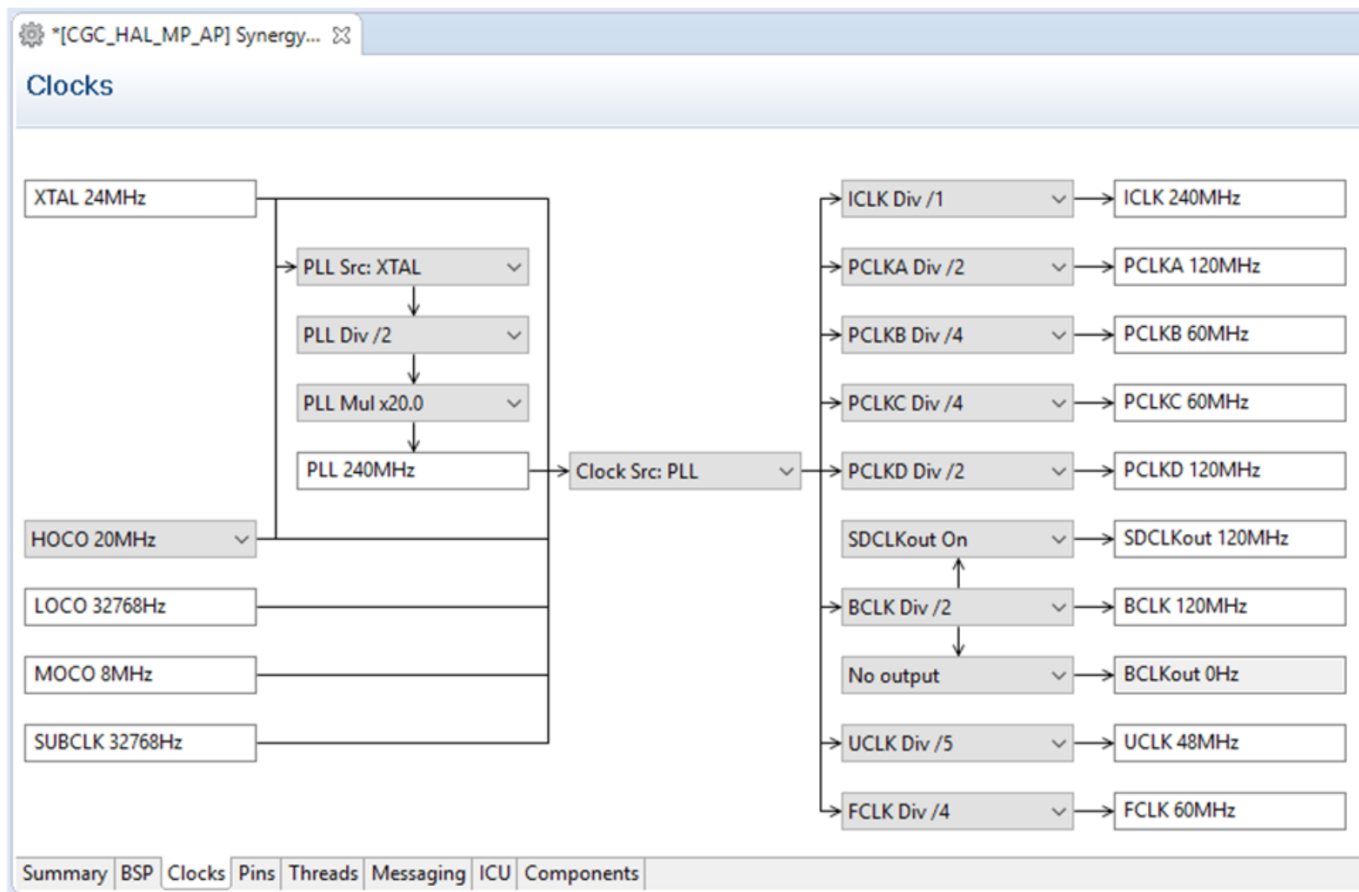 *[CGC_HAL_MP_AP] Synergy...
Clocks
XTAL 24MHz
PLL Src: XTAL
PLL Div /2
PLL Mul x20.0
PLL 240MHz
HOCO 20MHz
LOCO 32768Hz
MOCO 8MHz
SUBCLK 32768Hz
Clock Src: PLL
ICLK Div /1
ICLK 240MHz
PCLKA Div /2
PCLKA 120MHz
PCLKB Div /4
PCLKB 60MHz
PCLKC Div /4
PCLKC 60MHz
PCLKD Div /2
PCLKD 120MHz
SDCLKout On
SDCLKout 120MHz
BCLK Div /2
BCLK 120MHz
No output
BCLKout 0Hz
UCLK Div /5
UCLK 48MHz
FCLK Div /4
FCLK 60MHz
Summary BSP Clocks Pins Threads Messaging ICU Components